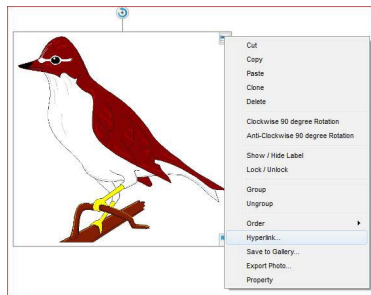 Cut
Copy
Paste
Clone
Delete
Clockwise 90 degree Rotation
Anti-Clockwise 90 degree Rotation
Show / Hide Label
Lock / Unlock
Group
Ungroup
Order
Hyperlink...
Save to Gallery...
Export Photo...
Property